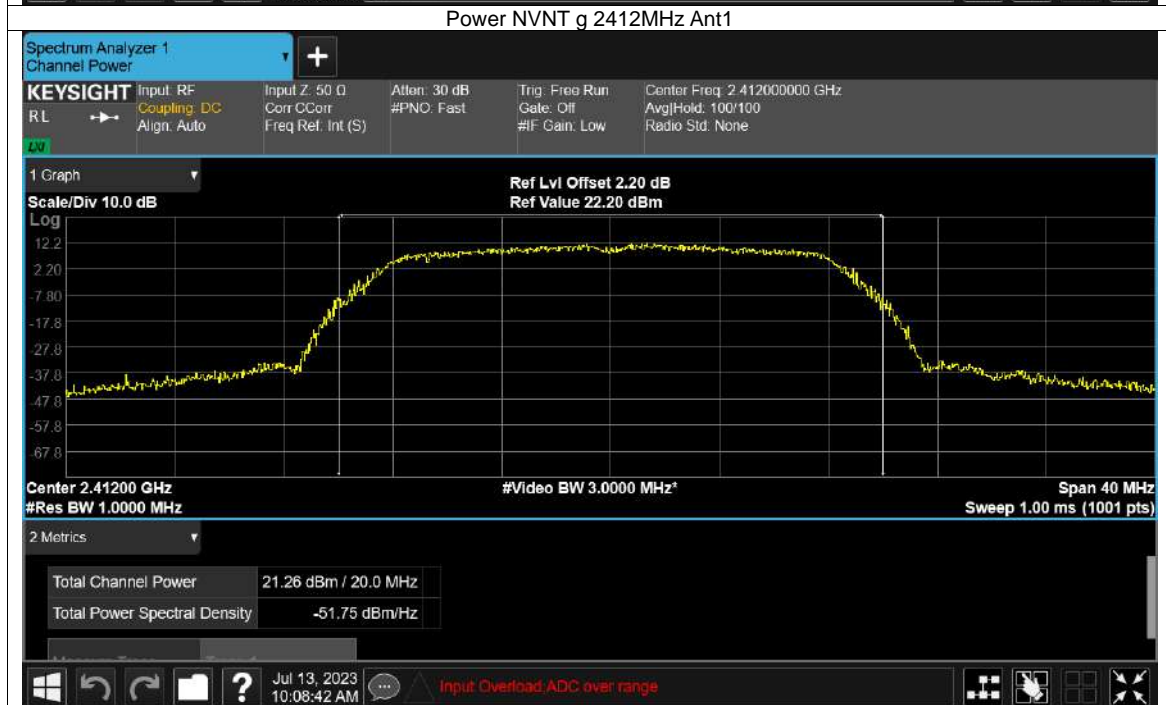 Power NVNT g 2412MHz Ant1
Spectrum Analyzer 1
Channel Power
+
KEYSIGHT
RL
LXI
Input: RF
Coupling: DC
Align: Auto
Input Z: 50 Ω
Corr CCorr
Freq Ref: Int (S)
Atten: 30 dB
#PNO: Fast
Trig: Free Run
Gate: Off
#IF Gain: Low
Center Freq: 2.412000000 GHz
Avg|Hold: 100/100
Radio Std: None
1 Graph
Scale/Div 10.0 dB
Ref Lvl Offset 2.20 dB
Ref Value 22.20 dBm
Log
12.2
2.20
-7.80
-17.8
-27.8
-37.8
-47.8
-57.8
-67.8
Center 2.41200 GHz
#Video BW 3.0000 MHz*
Span 40 MHz
#Res BW 1.0000 MHz
Sweep 1.00 ms (1001 pts)
2 Metrics
Total Channel Power 21.26 dBm / 20.0 MHz
Total Power Spectral Density -51.75 dBm/Hz
?
Jul 13, 2023
10:08:42 AM
Input Overload;ADC over range